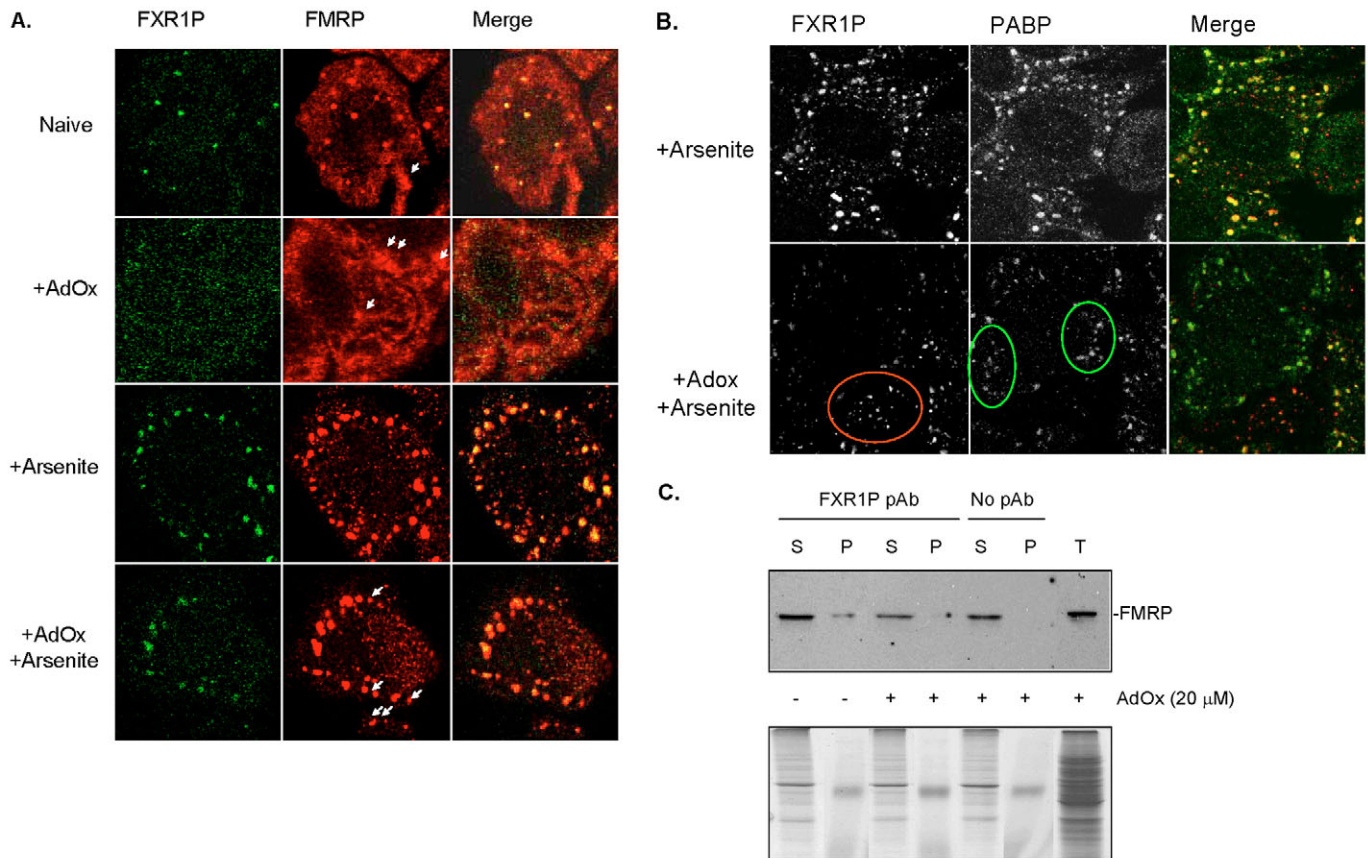 A.
FXR1P FMRP Merge
Naive
+AdOx
+Arsenite
+AdOx
+Arsenite
B.
FXR1P PABP Merge
+Arsenite
+Adox
+Arsenite
C.
FXR1P pAb No pAb
S P S P S P T
-FMRP
- - + + + + + AdOx (20 μM)